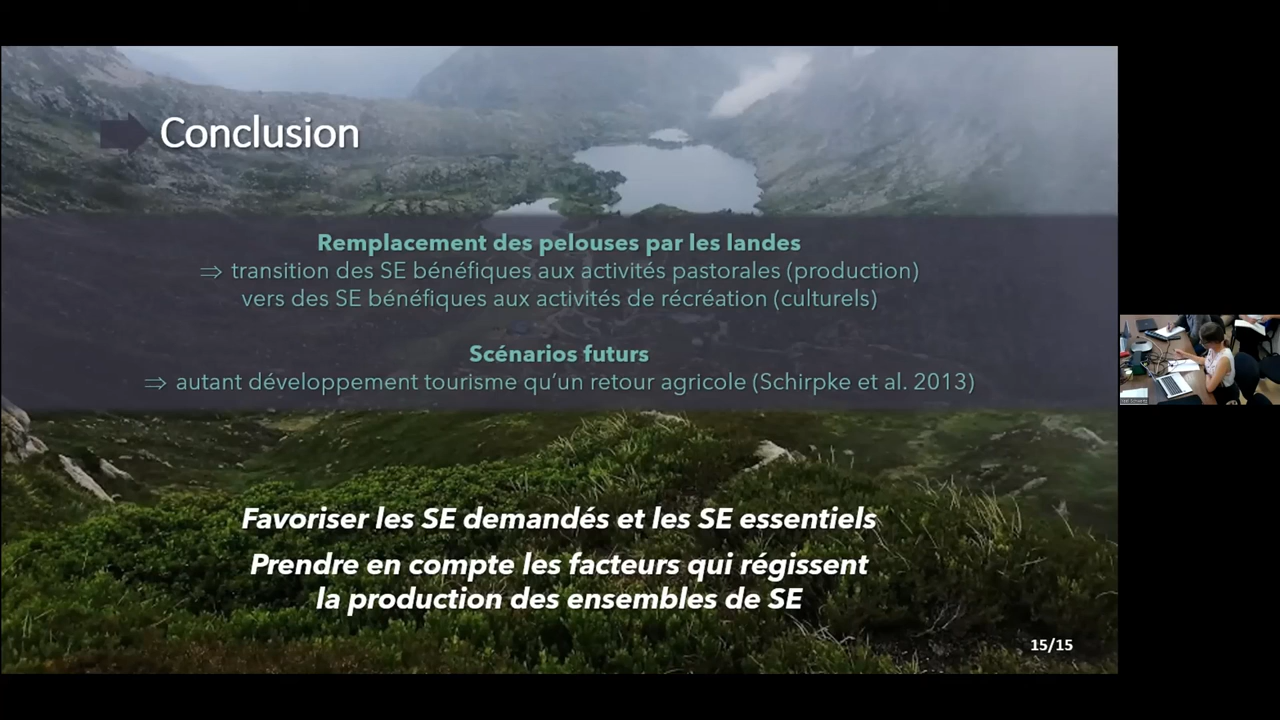 Conclusion
Remplacement des pelouses par les landes
⇒ transition des SE bénéfiques aux activités pastorales (production)
vers des SE bénéfiques aux activités de récréation (culturels)
Scénarios futurs
⇒ autant développement tourisme qu'un retour agricole (Schirpke et al. 2013)
Favoriser les SE demandés et les SE essentiels
Prendre en compte les facteurs qui régissent
la production des ensembles de SE
15/15